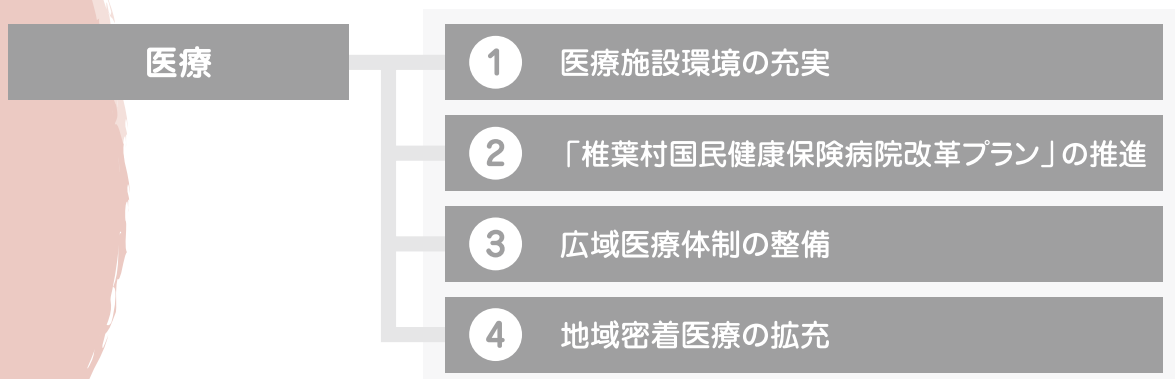 医療
1 医療施設環境の充実
2 「椎葉村国民健康保険病院改革プラン」の推進
3 広域医療体制の整備
4 地域密着医療の拡充